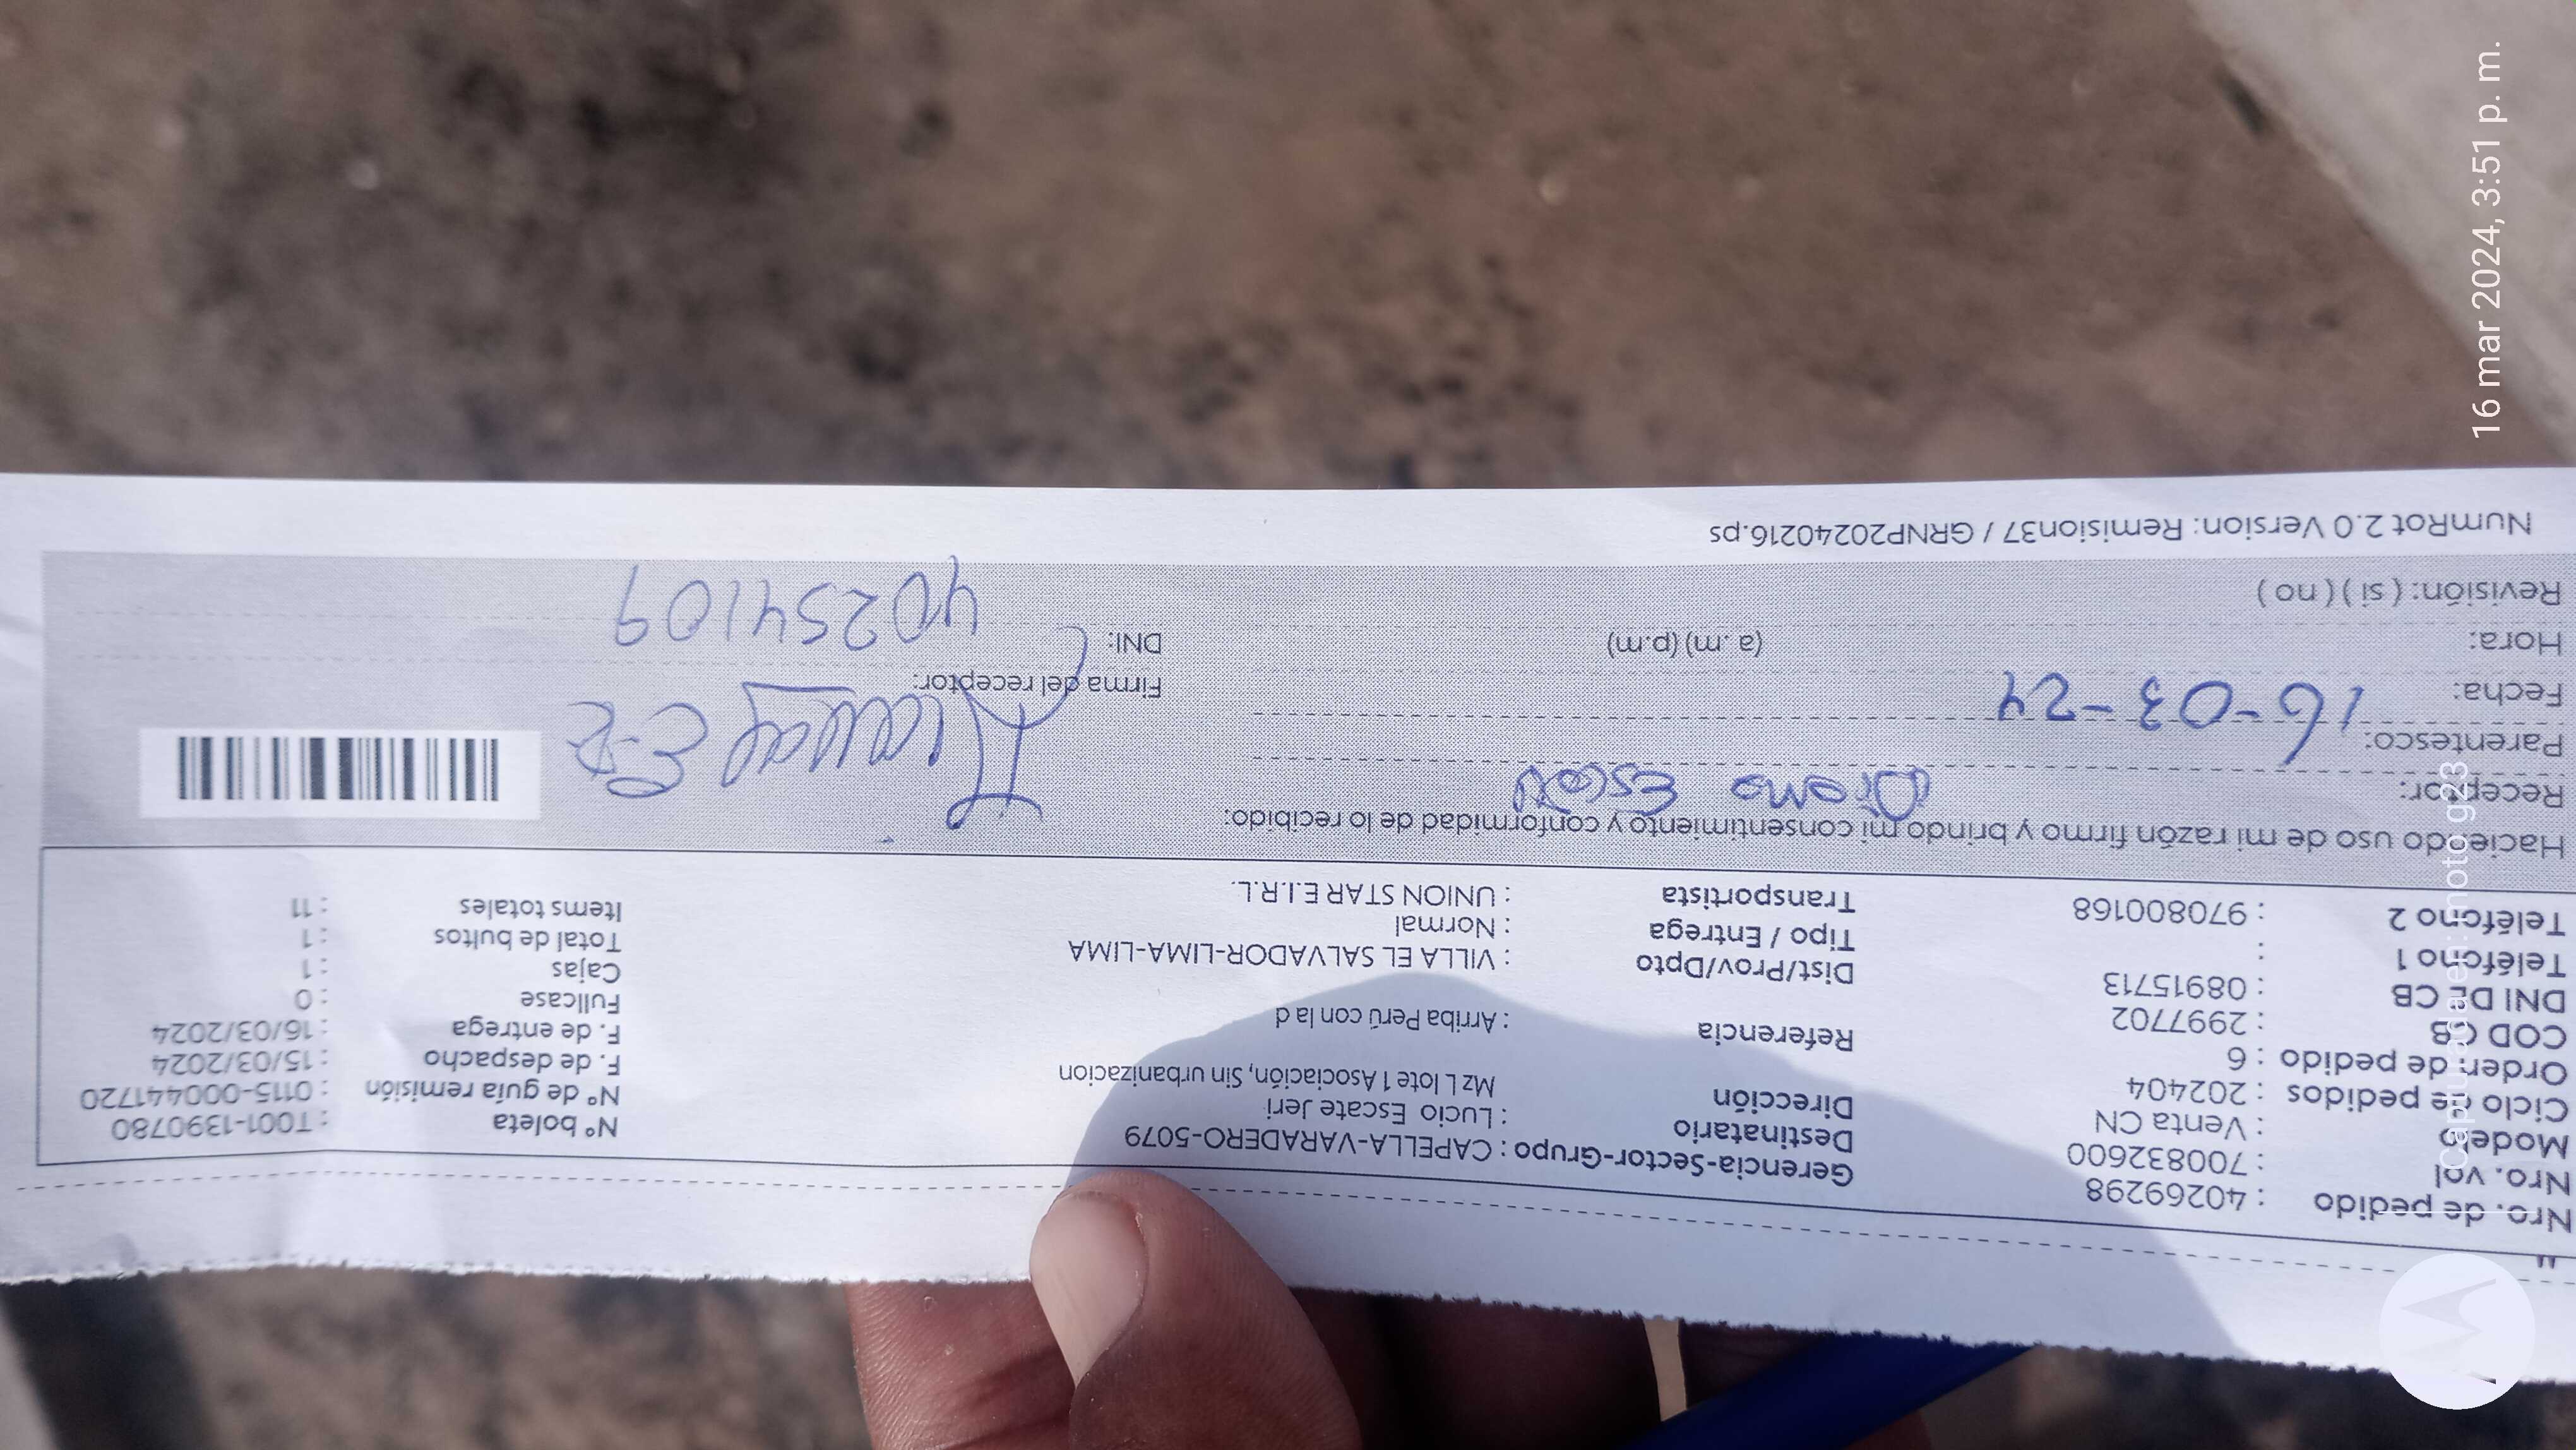 Nro. de pedido : 40269298
Nro. vol : 700832600
Modelo : Venta CN
Ciclo de pedidos : 202404
Orden de pedido : 6
COD CB : 2997702
DNI DE CB : 08915713
Teléfono 1 :
Teléfono 2 : 970800168
Gerencia-Sector-Grupo : CAPELLA-VARADERO-5079
Destinatario : Lucio Escate Jeri
Dirección Mz L lote 1 Asociación, Sin urbanizacion
Referencia : Arriba Perú con la d
Dist/Prov/Dpto : VILLA EL SALVADOR-LIMA-LIMA
Tipo / Entrega : Normal
Transportista : UNION STAR E.I.R.L.
N° boleta : T001-1390780
N° de guía remisión : 0115-000441720
F. de despacho : 15/03/2024
F. de entrega : 16/03/2024
Fullcase : 0
Cajas : 1
Total de bultos : 1
Items totales : 11
Haciendo uso de mi razón firmo y brindo mi consentimiento y conformidad de lo recibido:
Receptor:
Parentesco:
Fecha: 16-03-24
Hora: (a. m) (p.m)
Revisión: ( si ) ( no )
Firma del receptor:
DNI: 40254109
NumRot 2.0 Version: Remision37 / GRNP20240216.ps
16 mar 2024, 3:51 p. m.
moto g23